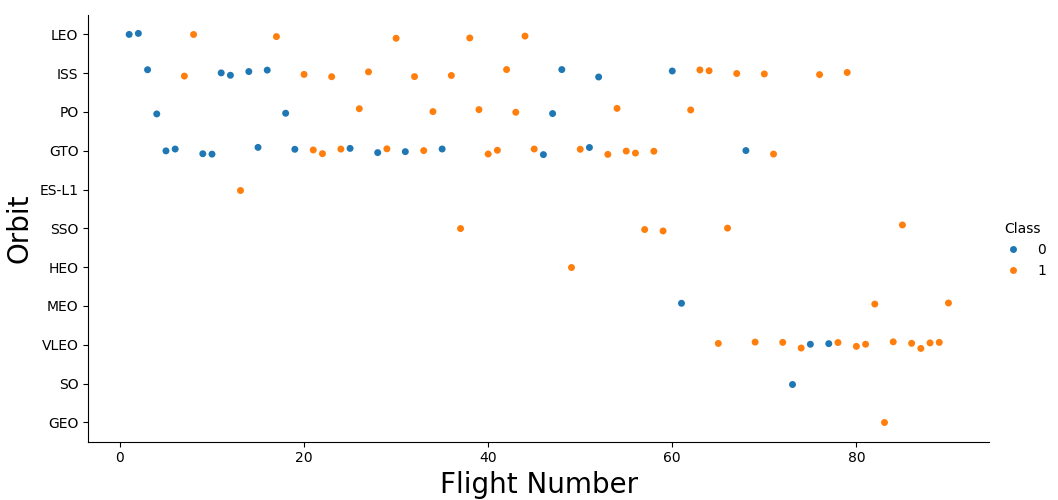 LEO
ISS
PO
GTO
ES-L1
SSO
HEO
MEO
VLEO
SO
GEO
Orbit
0 20 40 60 80
Flight Number
Class
0
1